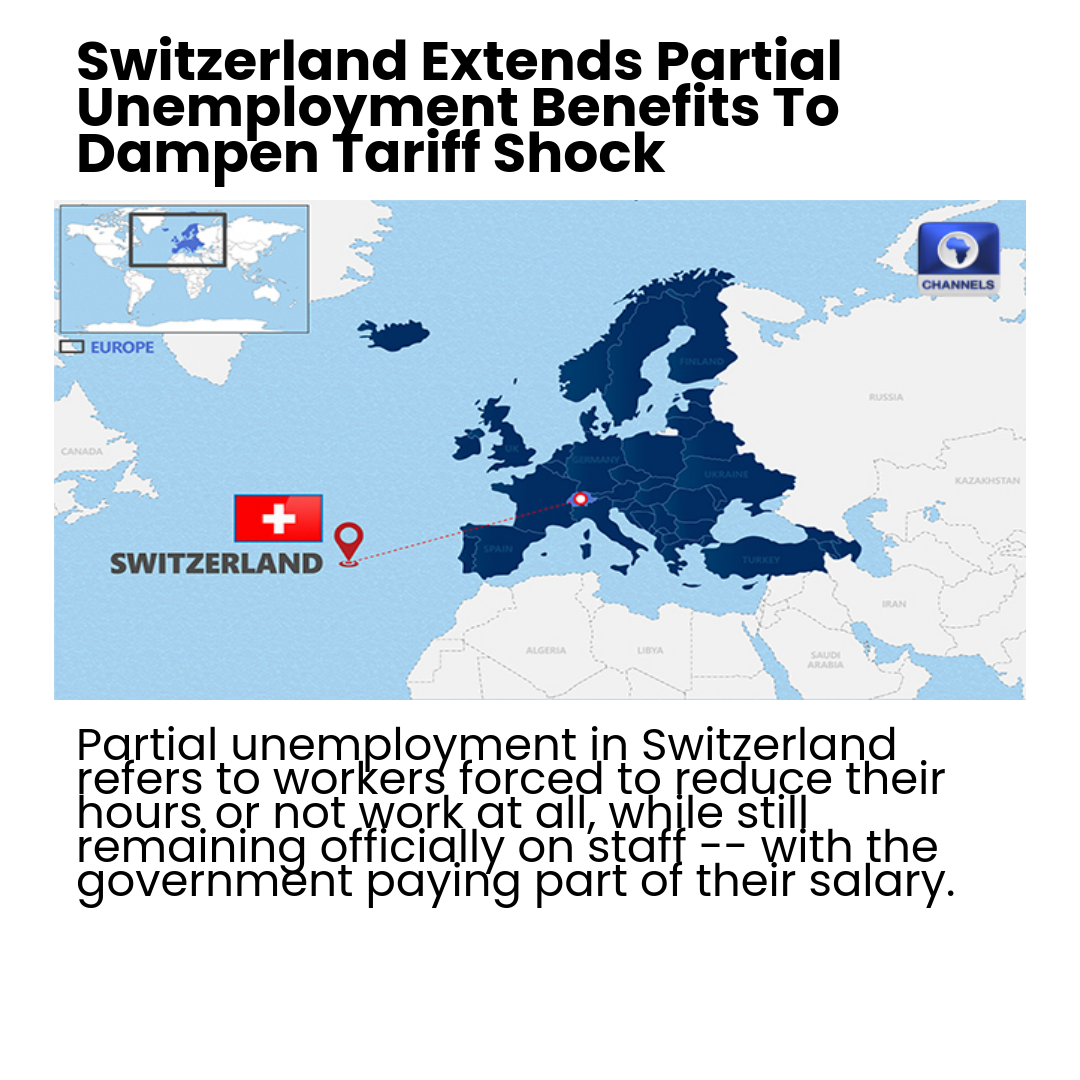 Switzerland Extends Partial
Unemployment Benefits To
Dampen Tariff Shock
EUROPE
CHANNELS
FINLAND
RUSSIA
CANADA
UK
GERMANY
UKRAINE
KAZAKHSTAN
SWITZERLAND
SPAIN
TURKEY
IRAN
ALGERIA
LIBYA
SAUDI
ARABIA
Partial unemployment in Switzerland
refers to workers forced to reduce their
hours or not work at all, while still
remaining officially on staff -- with the
government paying part of their salary.